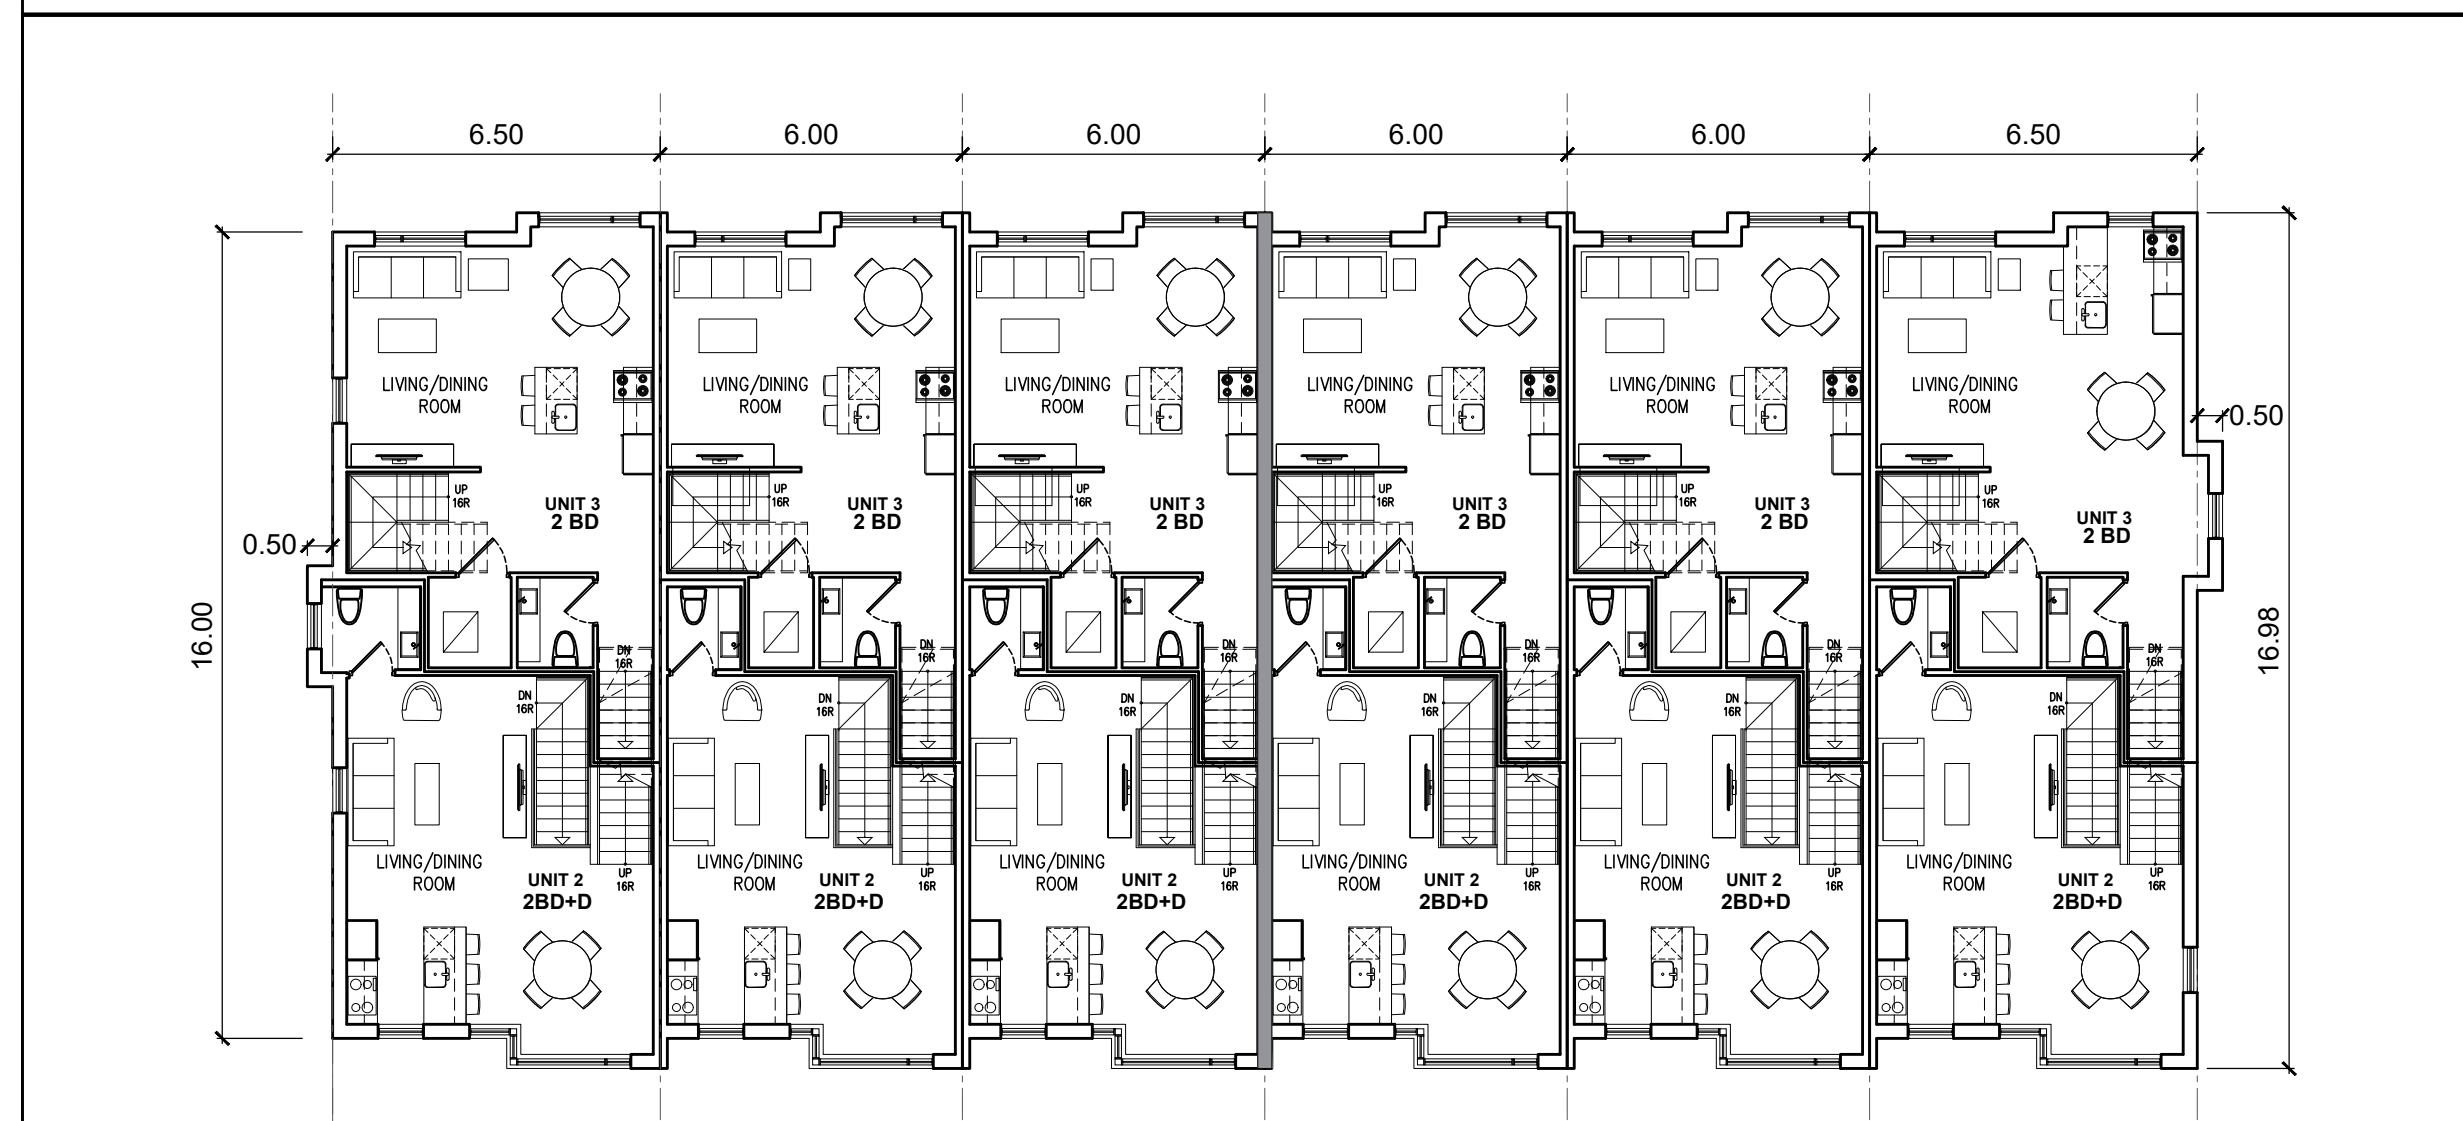 6.50
6.00
6.00
6.00
6.00
6.50
LIVING/DINING
ROOM
LIVING/DINING
ROOM
LIVING/DINING
ROOM
LIVING/DINING
ROOM
LIVING/DINING
ROOM
LIVING/DINING
ROOM
0.50
UP
16R
UP
16R
UP
16R
UP
16R
UP
16R
UP
16R
UNIT 3
2 BD
UNIT 3
2 BD
UNIT 3
2 BD
UNIT 3
2 BD
UNIT 3
2 BD
UNIT 3
2 BD
0.50
16.00
16.98
DN
16R
DN
16R
DN
16R
DN
16R
DN
16R
DN
16R
DN
16R
DN
16R
DN
16R
DN
16R
DN
16R
DN
16R
LIVING/DINING
ROOM
LIVING/DINING
ROOM
LIVING/DINING
ROOM
LIVING/DINING
ROOM
LIVING/DINING
ROOM
LIVING/DINING
ROOM
UNIT 2
2BD+D
UNIT 2
2BD+D
UNIT 2
2BD+D
UNIT 2
2BD+D
UNIT 2
2BD+D
UNIT 2
2BD+D
UP
16R
UP
16R
UP
16R
UP
16R
UP
16R
UP
16R